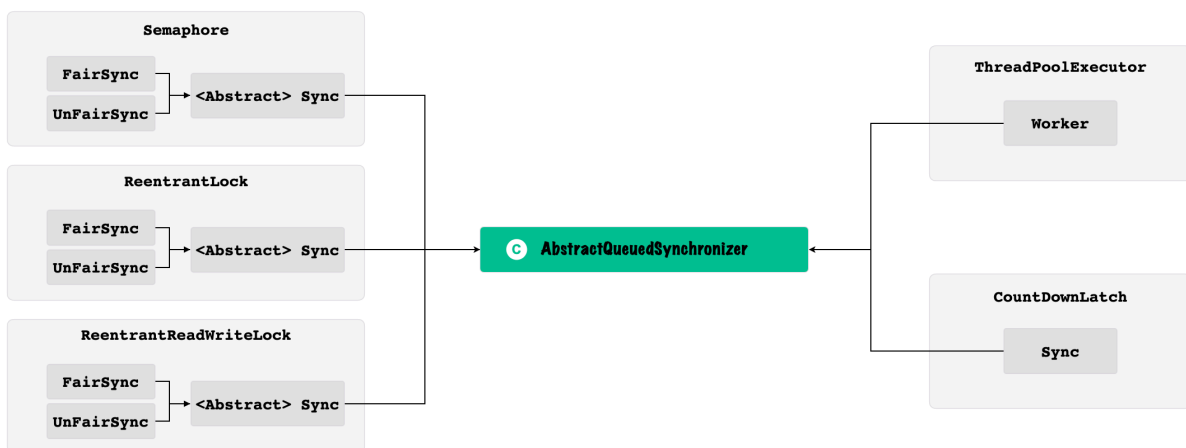 Semaphore
FairSync
UnFairSync
<Abstract> Sync
ReentrantLock
FairSync
UnFairSync
<Abstract> Sync
ReentrantReadWriteLock
FairSync
UnFairSync
<Abstract> Sync
C AbstractQueuedSynchronizer
ThreadPoolExecutor
Worker
CountDownLatch
Sync